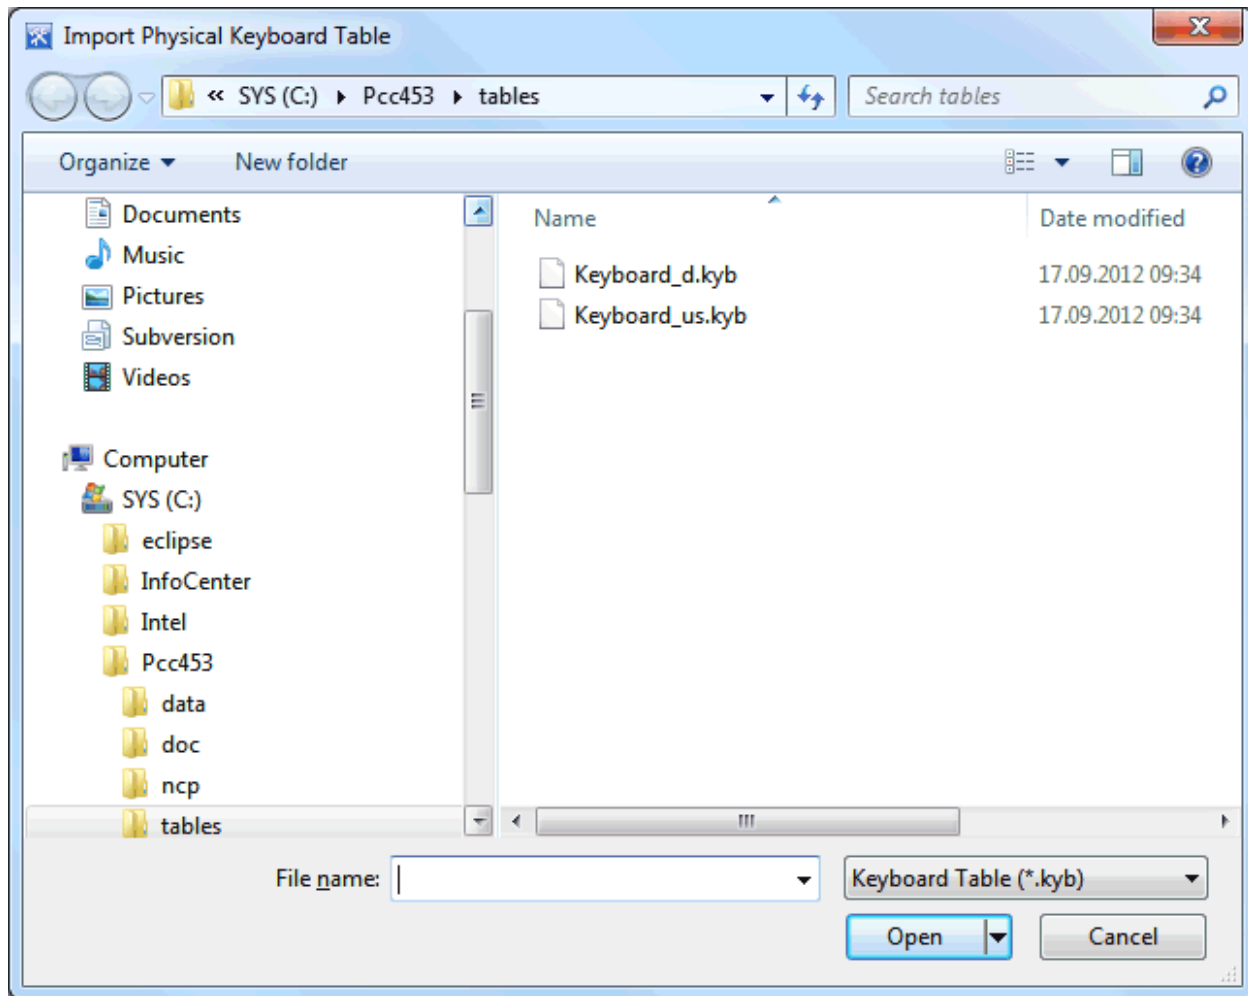 Import Physical Keyboard Table
« SYS (C:) Pcc453 tables Search tables
Organize New folder
Name Date modified
Documents
Music
Pictures
Subversion
Videos
Computer
SYS (C:)
eclipse
InfoCenter
Intel
Pcc453
data
doc
ncp
tables
Keyboard_d.kyb 17.09.2012 09:34
Keyboard_us.kyb 17.09.2012 09:34
File name: Keyboard Table (*.kyb)
Open Cancel